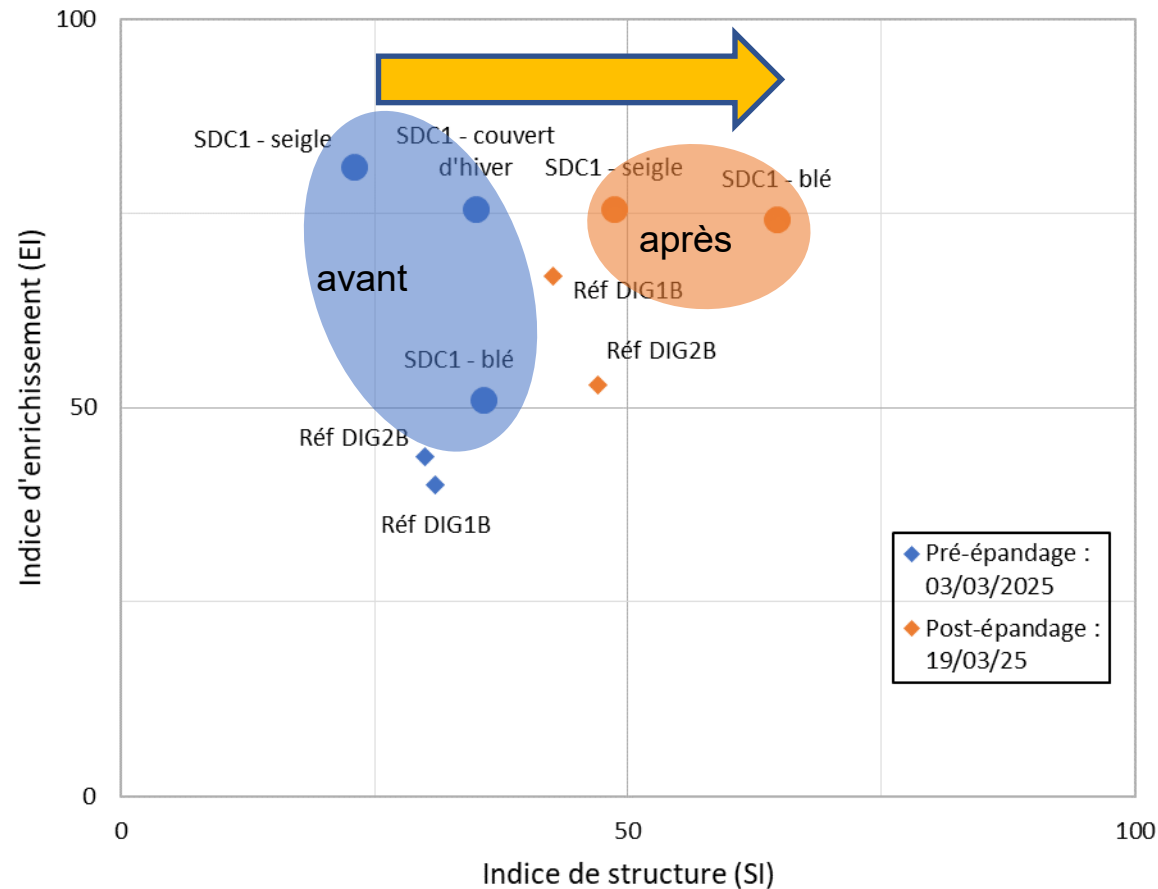 100
SDC1 - couvert
d'hiver
SDC1 - seigle
SDC1 - seigle
SDC1 - blé
après
avant
Réf DIG1B
Réf DIG2B
SDC1 - blé
50
Réf DIG2B
Réf DIG1B
Indice d'enrichissement (EI)
Pré-épandage :
03/03/2025
Post-épandage :
19/03/25
0
0
50
100
Indice de structure (SI)